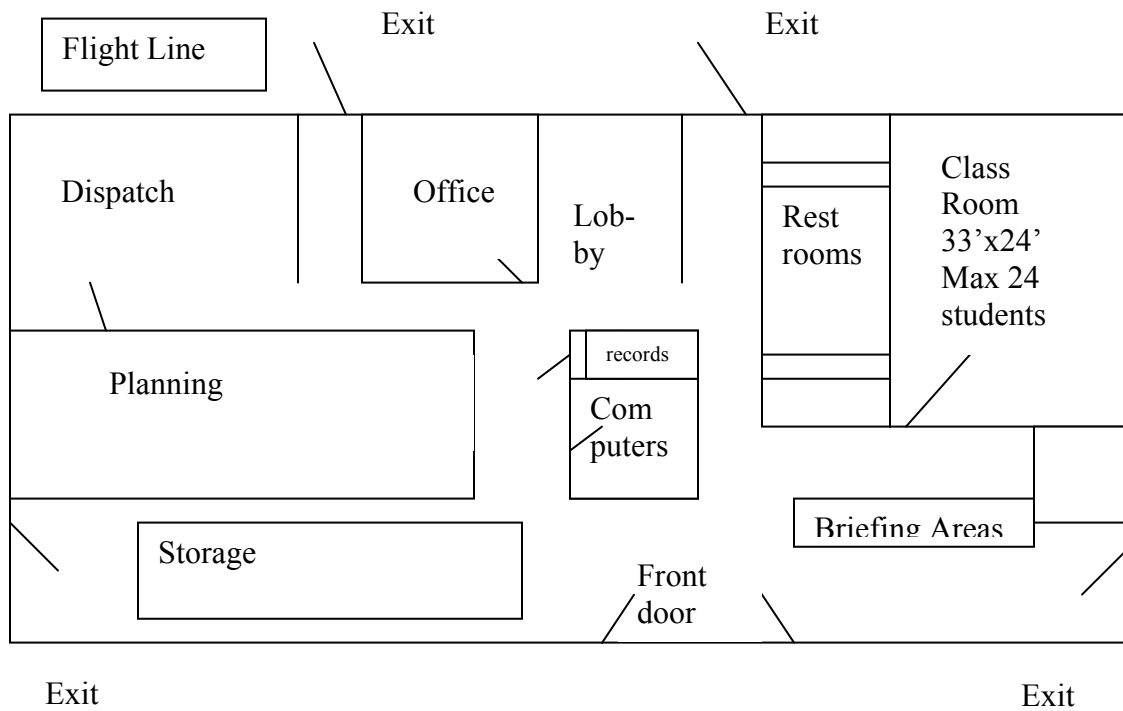 Exit
Exit
Flight Line
Dispatch
Office
Lob-
by
Rest
rooms
Class
Room
33’x24’
Max 24
students
records
Planning
Com
puters
Briefing Areas
Storage
Front
door
Exit
Exit